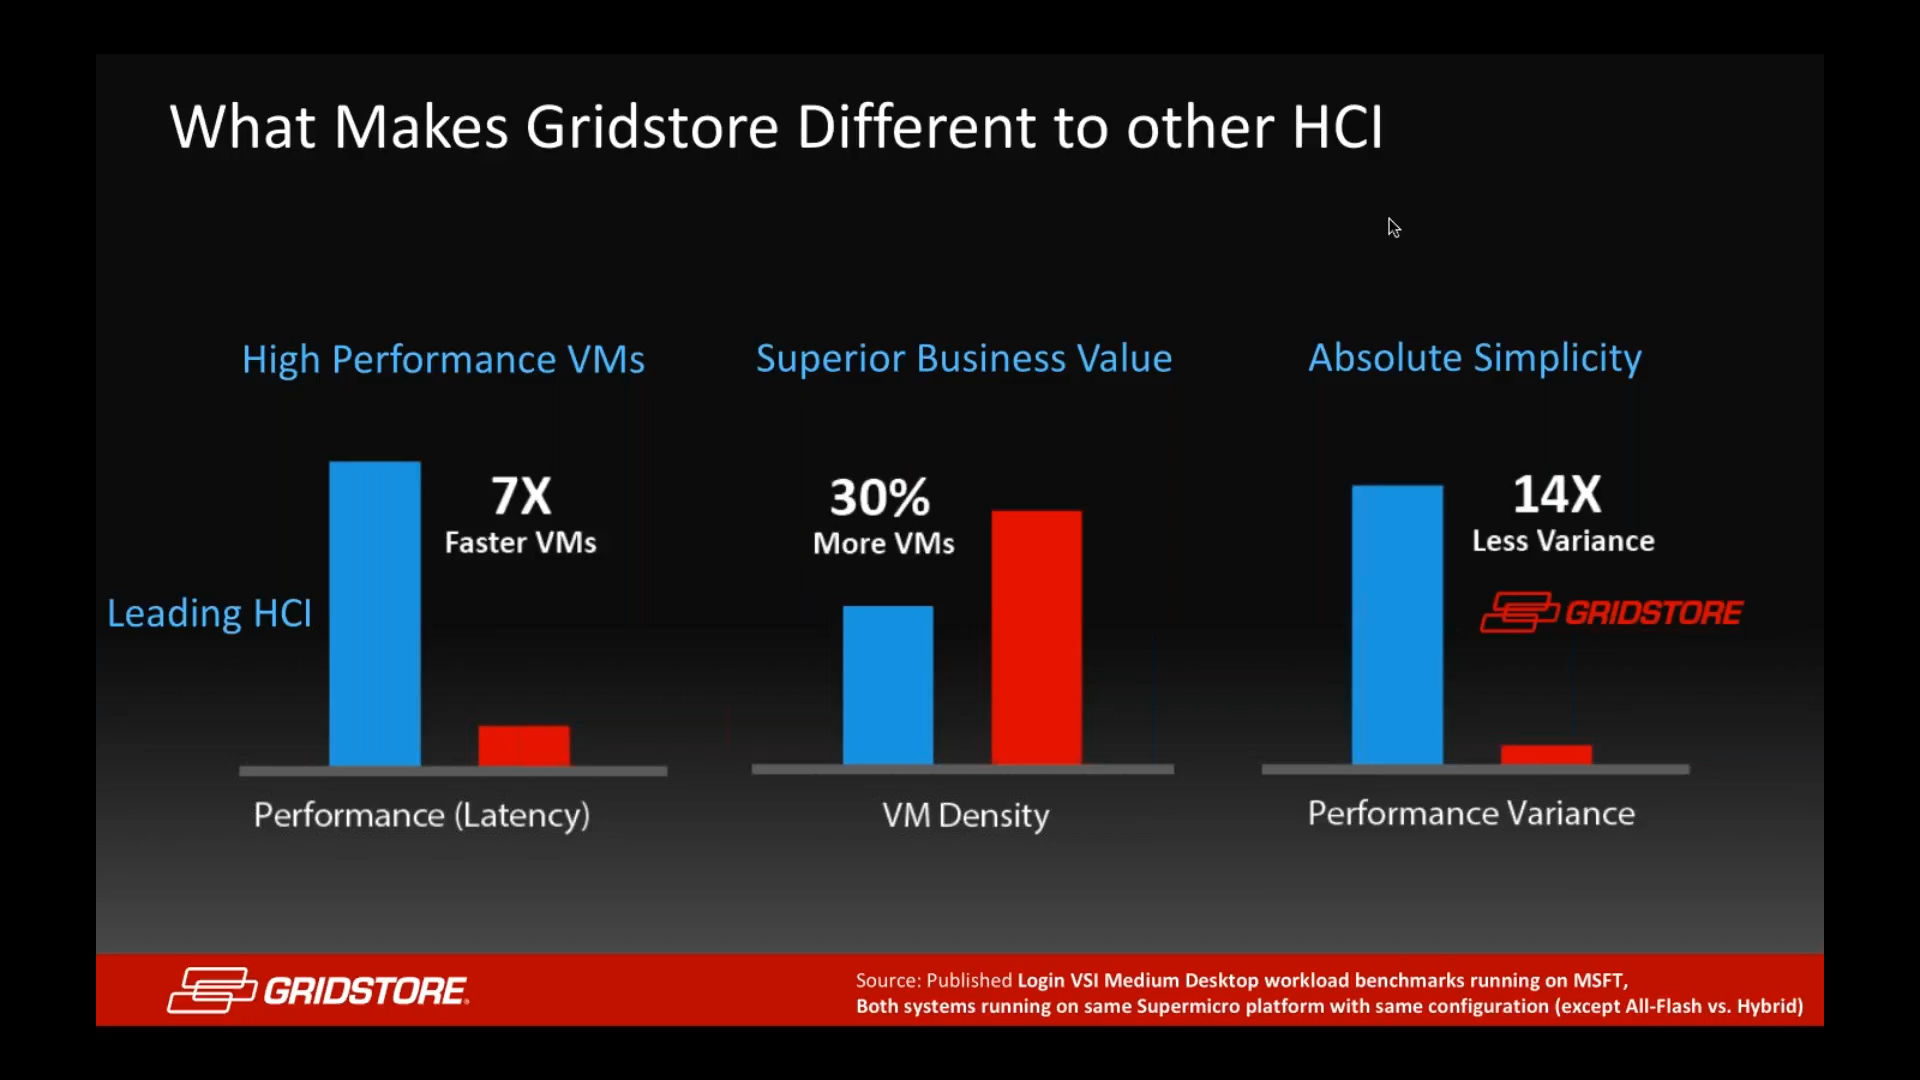 What Makes Gridstore Different to other HCI
High Performance VMs
Superior Business Value
Absolute Simplicity
7X
Faster VMs
30%
More VMs
14X
Less Variance
Leading HCI
GRIDSTORE
Performance (Latency)
VM Density
Performance Variance
GRIDSTORE®
Source: Published Login VSI Medium Desktop workload benchmarks running on MSFT,
Both systems running on same Supermicro platform with same configuration (except All-Flash vs. Hybrid)